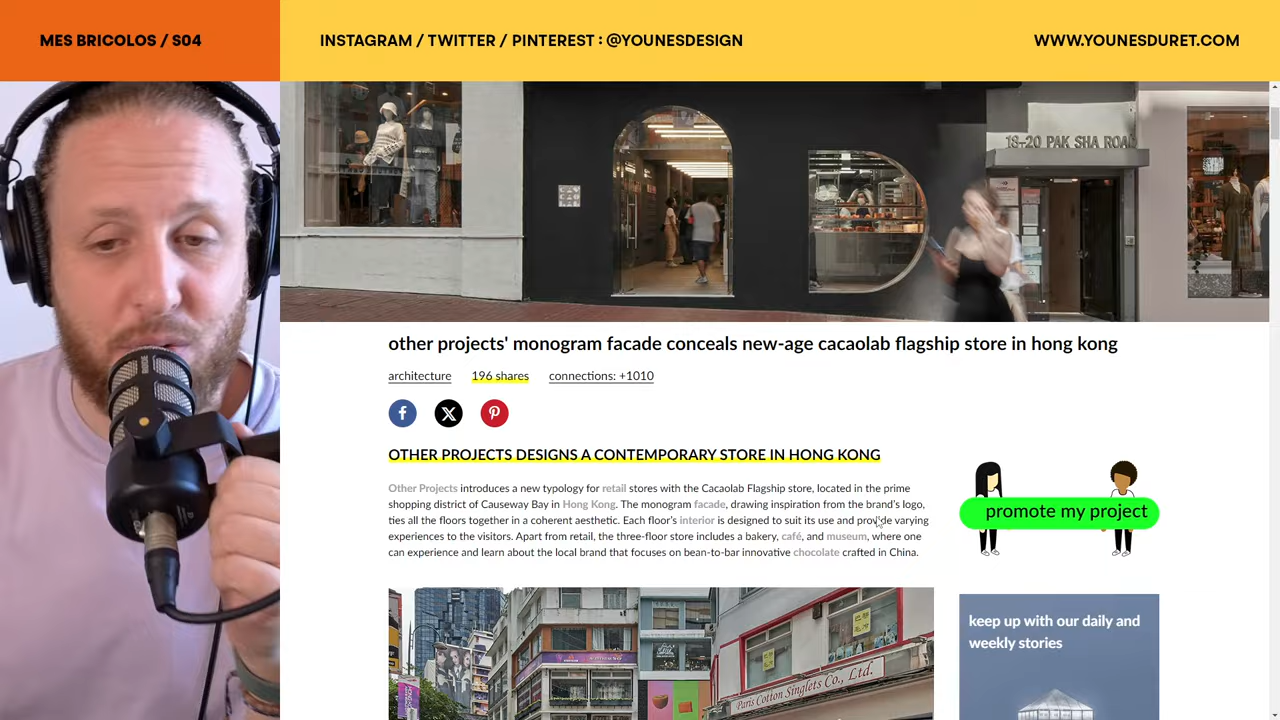 MES BRICOLOS / S04
INSTAGRAM / TWITTER / PINTEREST : @YOUNESDESIGN
WWW.YOUNESDURET.COM
18-20 PAK SHA ROAD
other projects' monogram facade conceals new-age cacaolab flagship store in hong kong
architecture
196 shares
connections: +1010
OTHER PROJECTS DESIGNS A CONTEMPORARY STORE IN HONG KONG
Other Projects introduces a new typology for retail stores with the Cacaolab Flagship store, located in the prime
shopping district of Causeway Bay in Hong Kong. The monogram facade, drawing inspiration from the brand's logo,
ties all the floors together in a coherent aesthetic. Each floor's interior is designed to suit its use and provide varying
experiences to the visitors. Apart from retail, the three-floor store includes a bakery, café, and museum, where one
can experience and learn about the local brand that focuses on bean-to-bar innovative chocolate crafted in China.
promote my project
keep up with our daily and
weekly stories
Paris Cotton Singlets Co., Ltd.
RODE